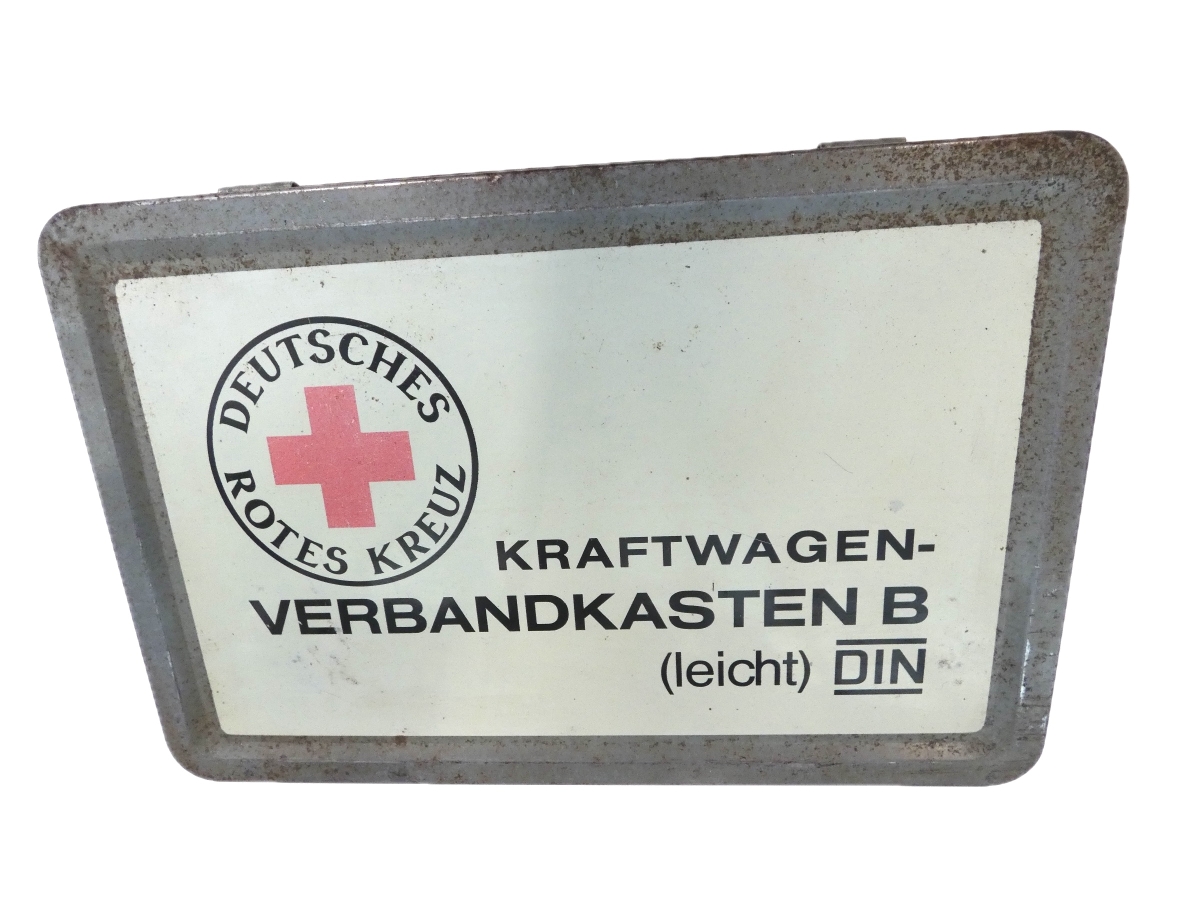 DEUTSCHES
ROTES KREUZ
KRAFTWAGEN-
VERBANDKASTEN B
(leicht) DIN